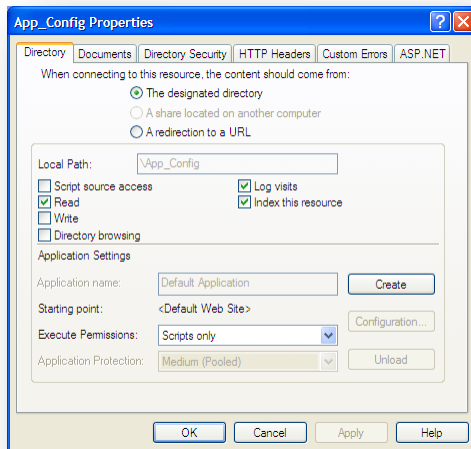 App_Config Properties
Directory Documents Directory Security HTTP Headers Custom Errors ASP.NET
When connecting to this resource, the content should come from:
The designated directory
A share located on another computer
A redirection to a URL
Local Path: \App_Config
Script source access Log visits
Read Index this resource
Write
Directory browsing
Application Settings
Application name: Default Application Create
Starting point: <Default Web Site>
Configuration...
Execute Permissions: Scripts only
Application Protection: Medium (Pooled) Unload
OK Cancel Apply Help